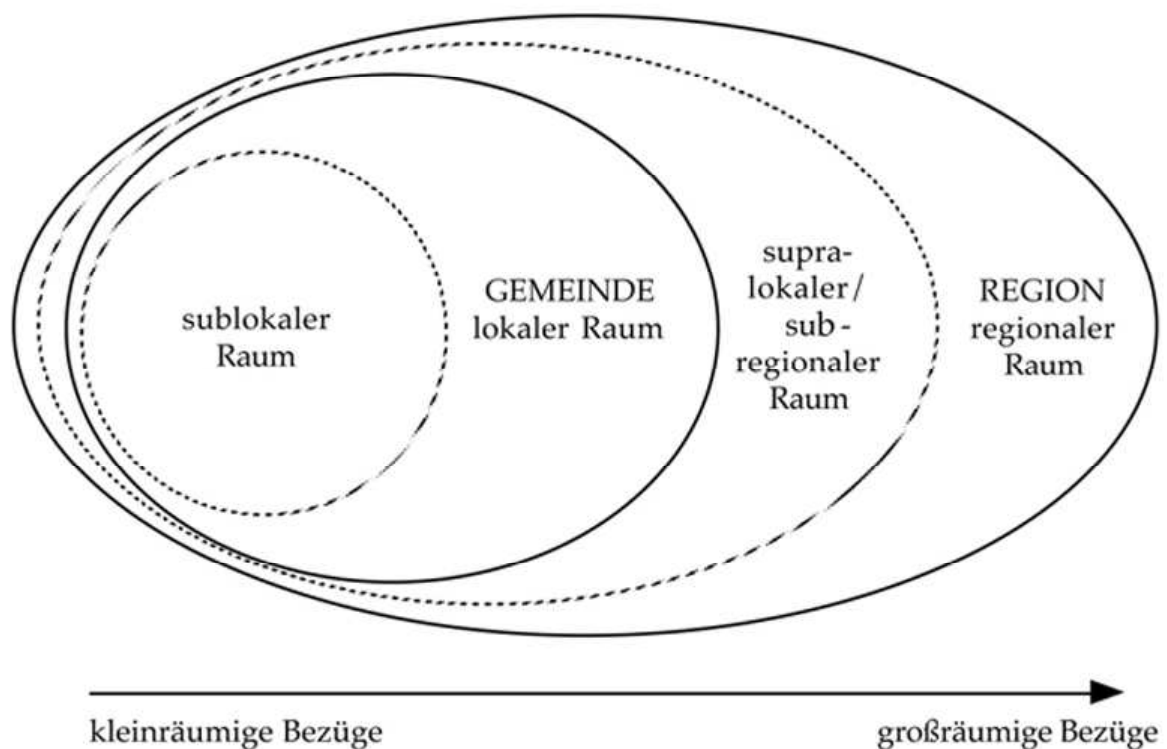 sublokaler
Raum
GEMEINDE
lokaler Raum
supra-
lokaler/
sub-
regionaler
Raum
REGION
regionaler
Raum
kleinräumige Bezüge
großräumige Bezüge